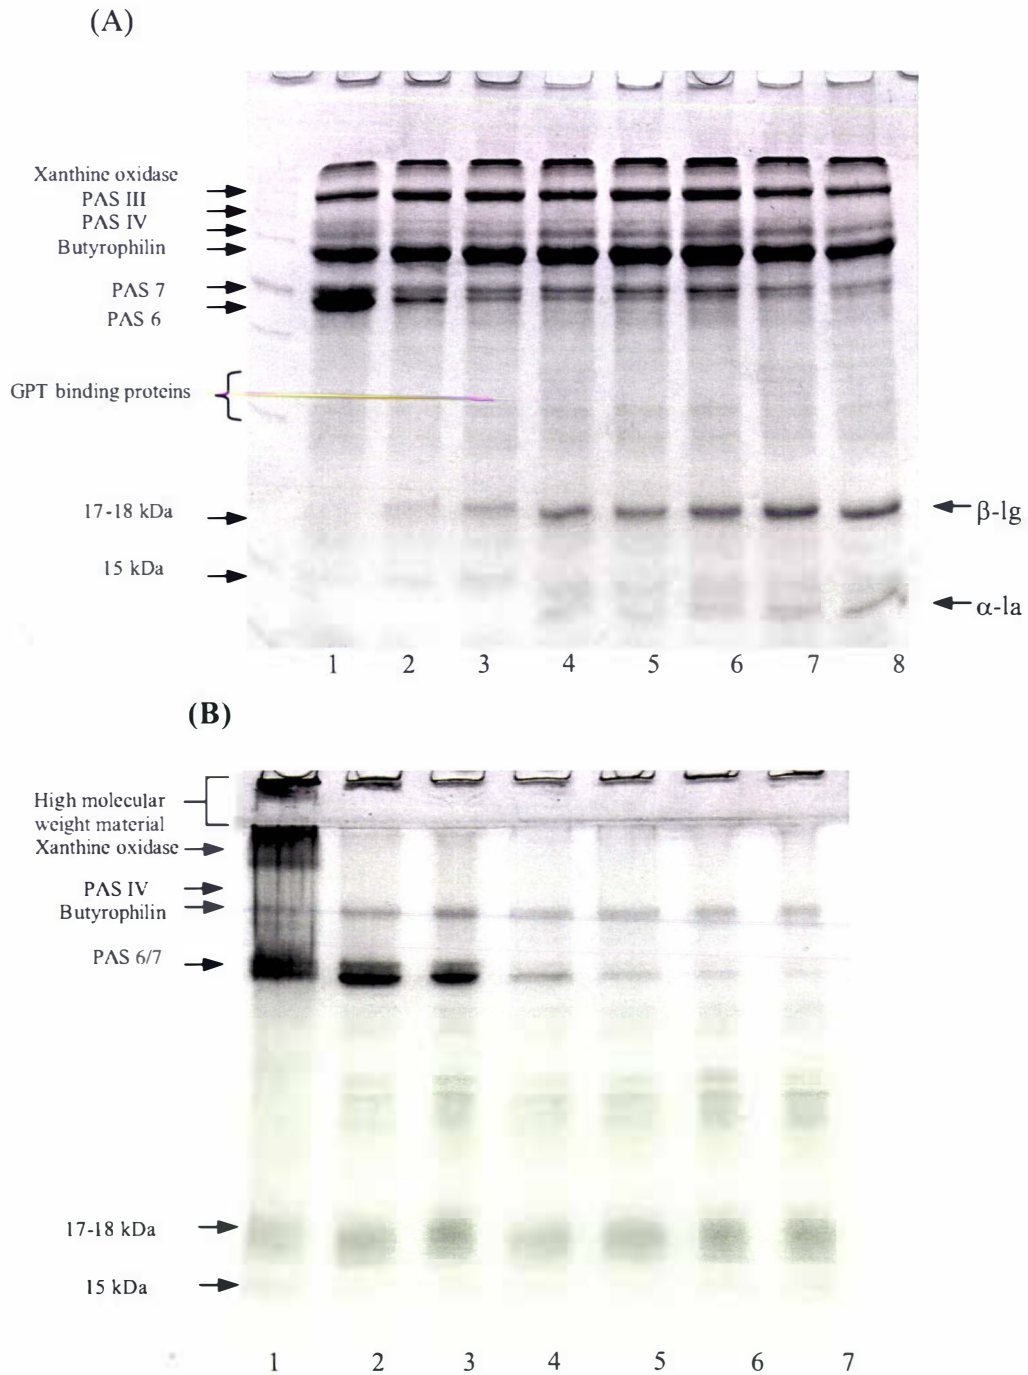 (A)
Xanthine oxidase
PAS III
PAS IV
Butyrophilin
PAS 7
PAS 6
GPT binding proteins
17-18 kDa
β-lg
15 kDa
α-la
1 2 3 4 5 6 7 8
(B)
High molecular
weight material
Xanthine oxidase
PAS IV
Butyrophilin
PAS 6/7
17-18 kDa
15 kDa
1 2 3 4 5 6 7